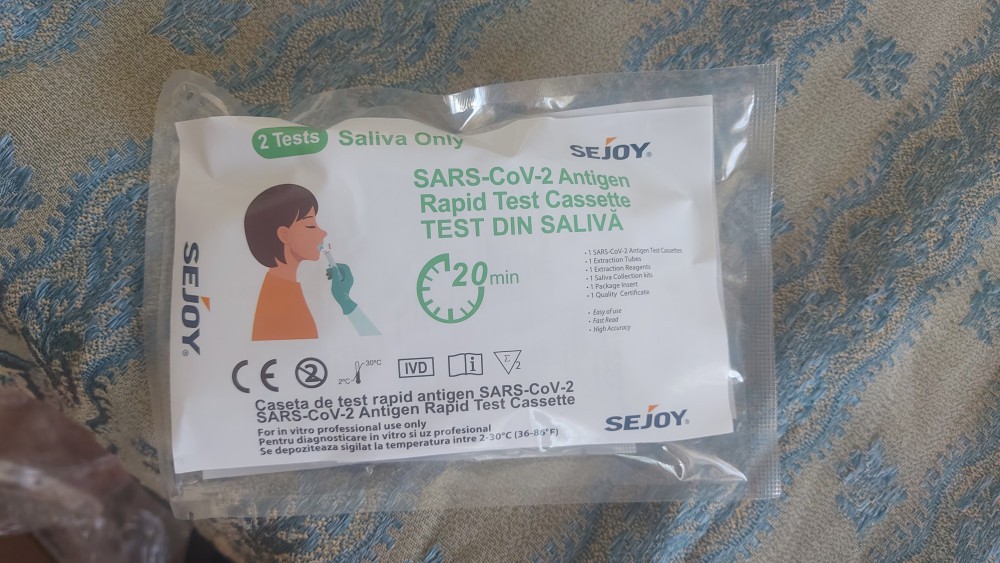 2 Tests Saliva Only
SEJOY®
SARS-CoV-2 Antigen
Rapid Test Cassette
TEST DIN SALIVĂ
20 min
• 1 SARS-CoV-2 Antigen Test Cassettes
• 1 Extraction Tubes
• 1 Extraction Reagents
• 1 Saliva Collection kits
• 1 Package Insert
• 1 Quality Certificate
• Easy of use
• Fast Read
• High Accuracy
SEJOY®
CE 2 2°C 30°C IVD i Σ 2
Caseta de test rapid antigen SARS-CoV-2
SARS-CoV-2 Antigen Rapid Test Cassette
For in vitro professional use only
Pentru diagnosticare in vitro si uz profesional
Se depoziteaza sigilat la temperatura intre 2-30°C (36-86°F)
SEJOY®